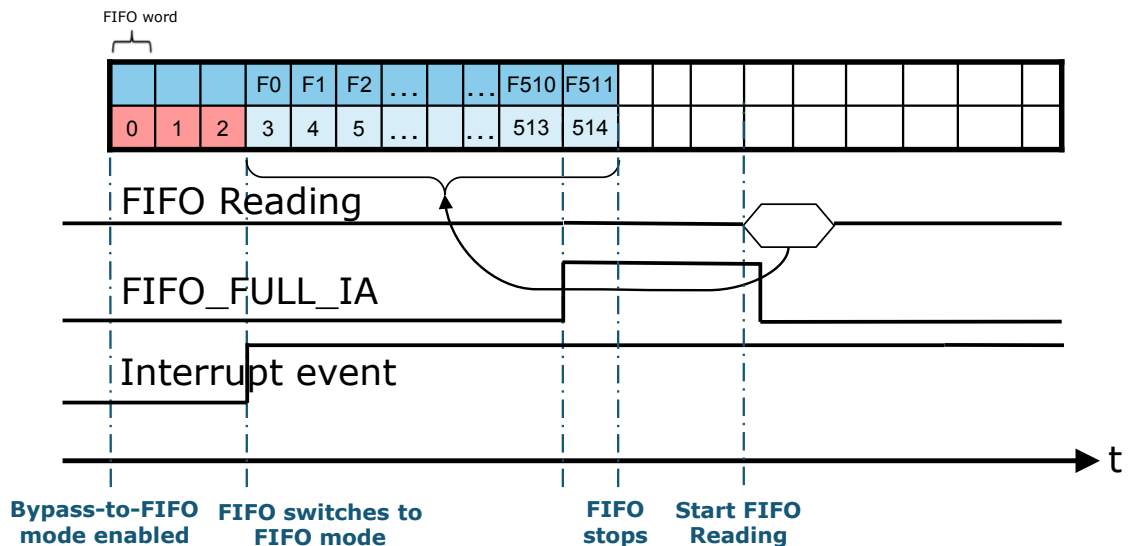 FIFO word
F0 F1 F2 ... ... F510 F511
0 1 2 3 4 5 ... ... 513 514
FIFO Reading
FIFO_FULL_IA
Interrupt event
t
Bypass-to-FIFO
mode enabled
FIFO switches to
FIFO mode
FIFO
stops
Start FIFO
Reading